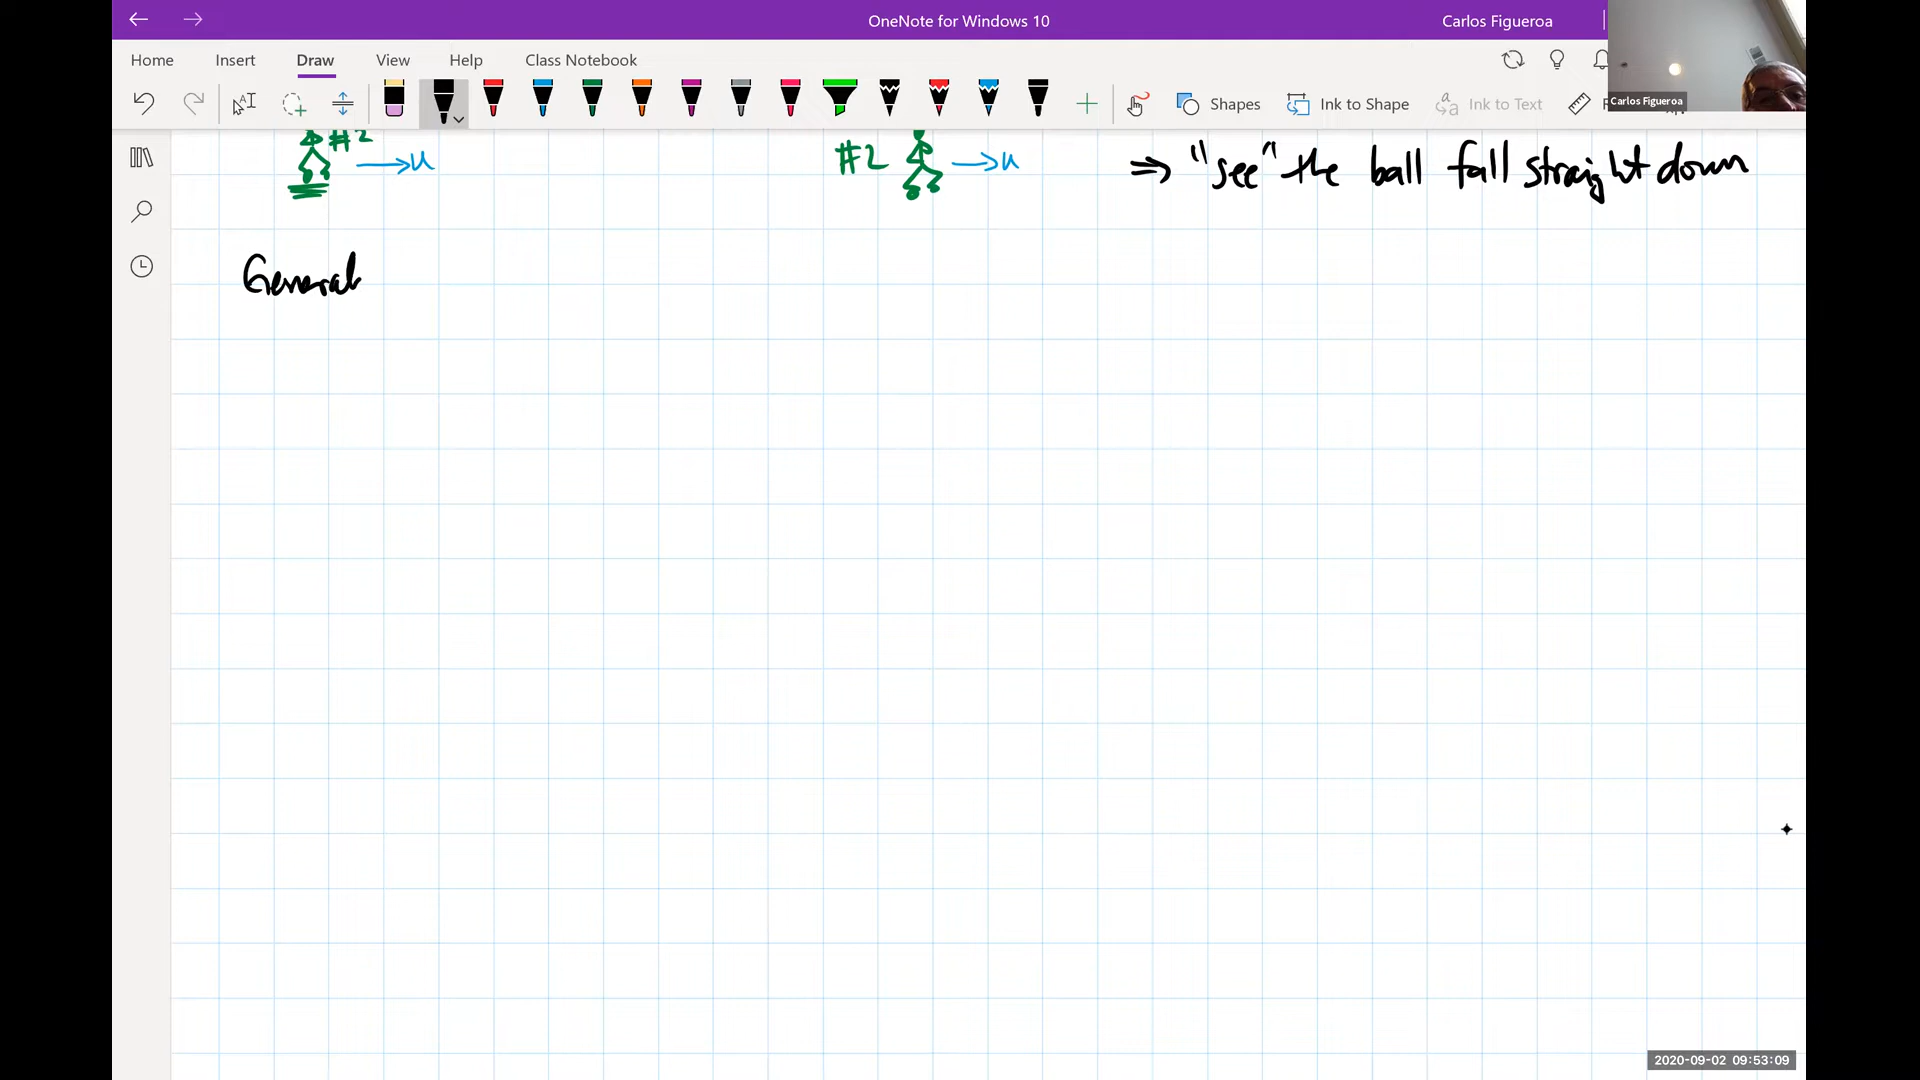 OneNote for Windows 10
Carlos Figueroa
Home Insert Draw View Help Class Notebook
Shapes Ink to Shape Ink to Text
Carlos Figueroa
#2 → u
#2 → u
⇒ "see" the ball fall straight down
General
2020-09-02 09:53:09